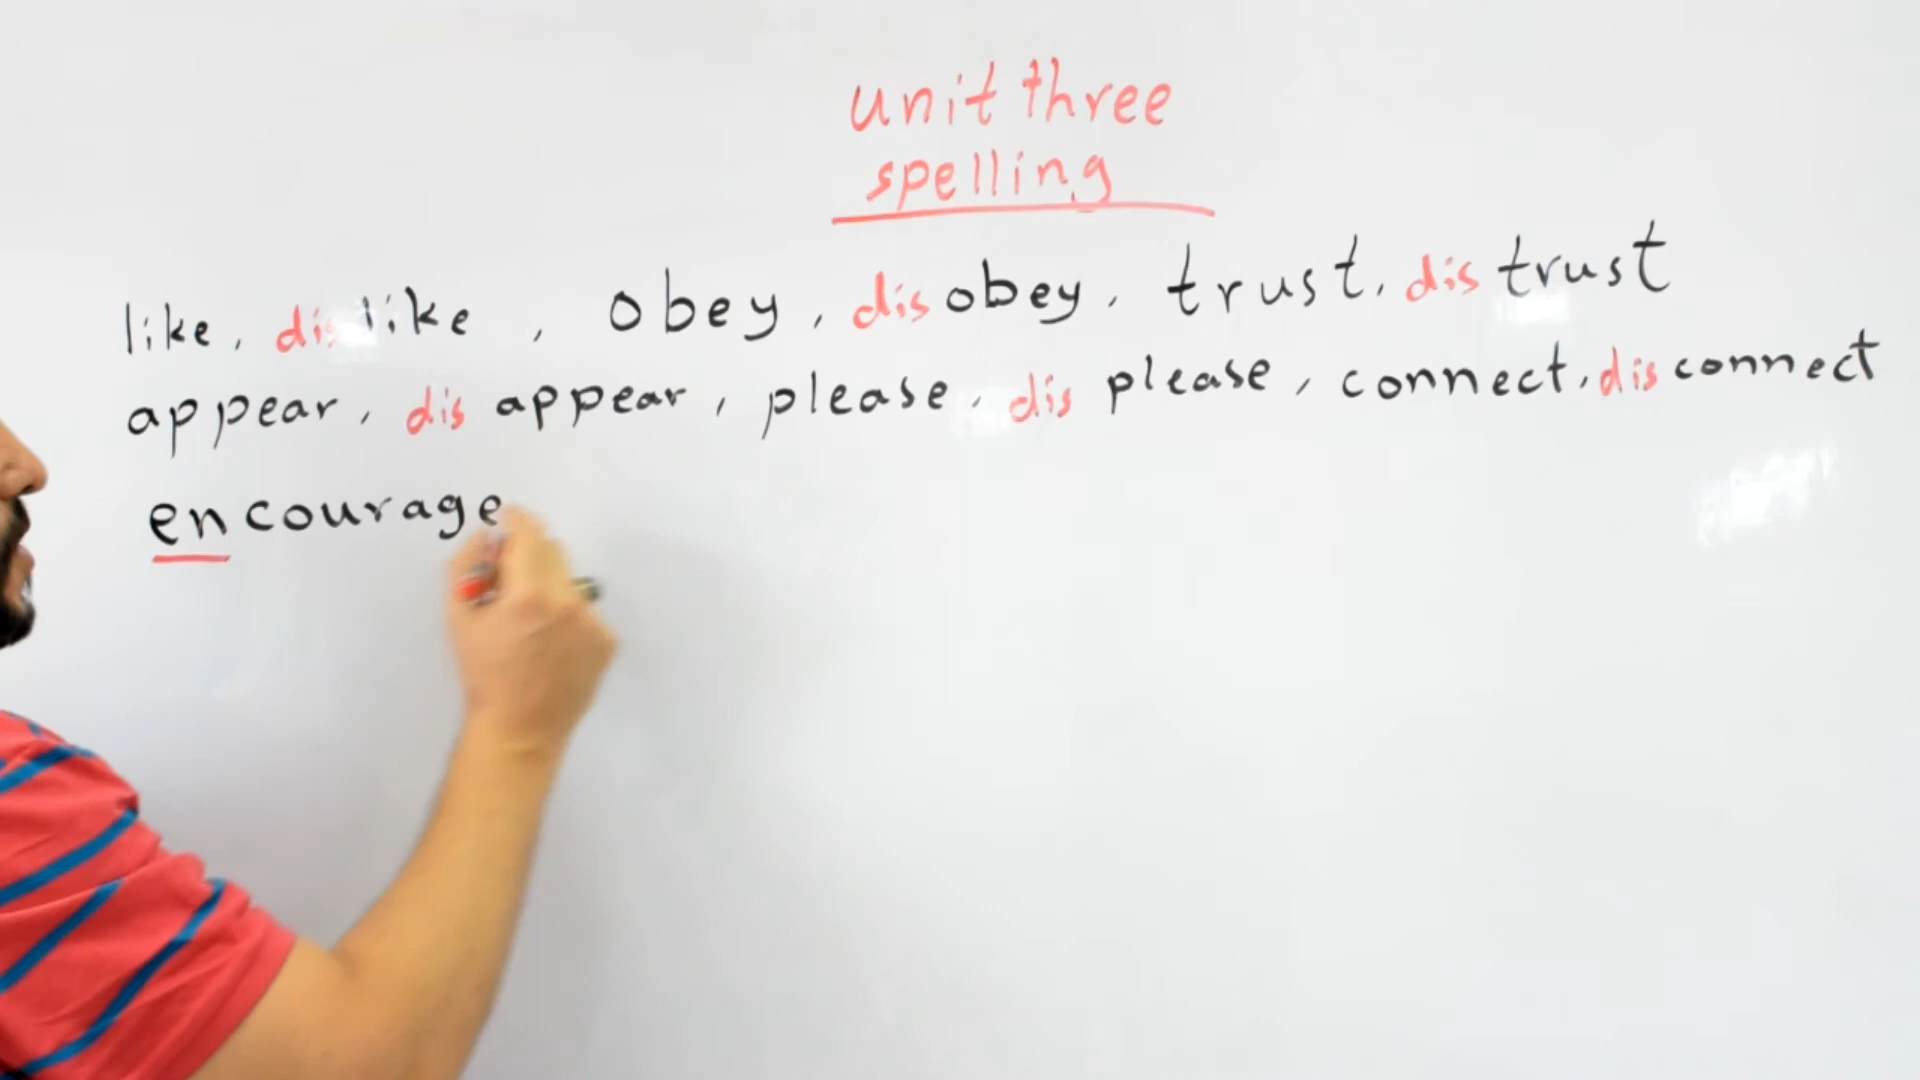 unit three
spelling
like, dislike, obey, disobey, trust, distrust
appear, dis appear, please, dis please, connect, disconnect
encourage